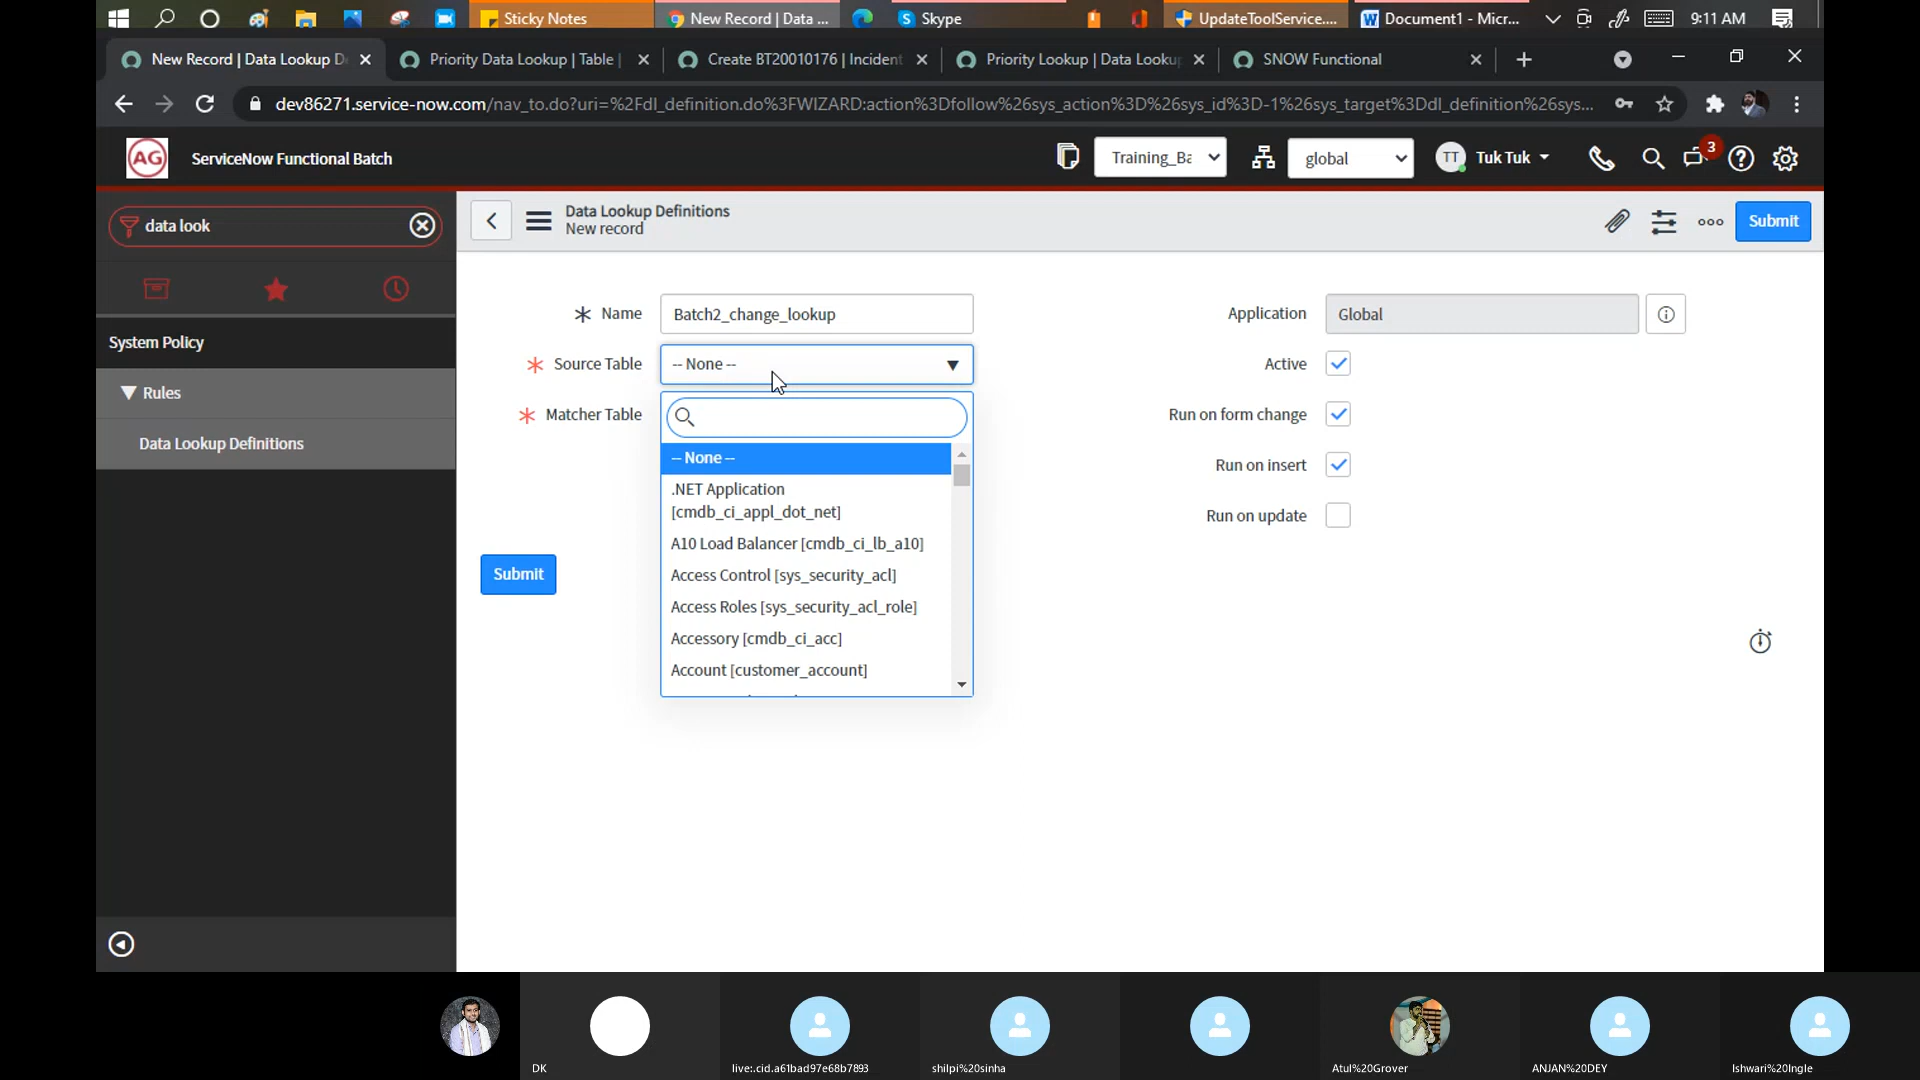 Sticky Notes
New Record | Data ...
Skype
UpdateToolService....
Document1 - Micr...
9:11 AM
New Record | Data Lookup D
Priority Data Lookup | Table |
Create BT20010176 | Incident
Priority Lookup | Data Looku
SNOW Functional
dev86271.service-now.com/nav_to.do?uri=%2Fdl_definition.do%3FWIZARD:action%3Dfollow%26sys_action%3D%26sys_id%3D-1%26sys_target%3Ddl_definition%26sys...
AG
ServiceNow Functional Batch
Training_Ba
global
TT
Tuk Tuk
3
data look
Data Lookup Definitions
New record
Submit
System Policy
Rules
Data Lookup Definitions
Name
Batch2_change_lookup
Application
Global
Source Table
-- None --
Active
Matcher Table
Run on form change
-- None --
Run on insert
.NET Application
[cmdb_ci_appl_dot_net]
Run on update
A10 Load Balancer [cmdb_ci_lb_a10]
Access Control [sys_security_acl]
Submit
Access Roles [sys_security_acl_role]
Accessory [cmdb_ci_acc]
Account [customer_account]
DK
live:.cid.a61bad97e68b7893
shilpi%20sinha
Atul%20Grover
ANJAN%20DEY
Ishwari%20Ingle